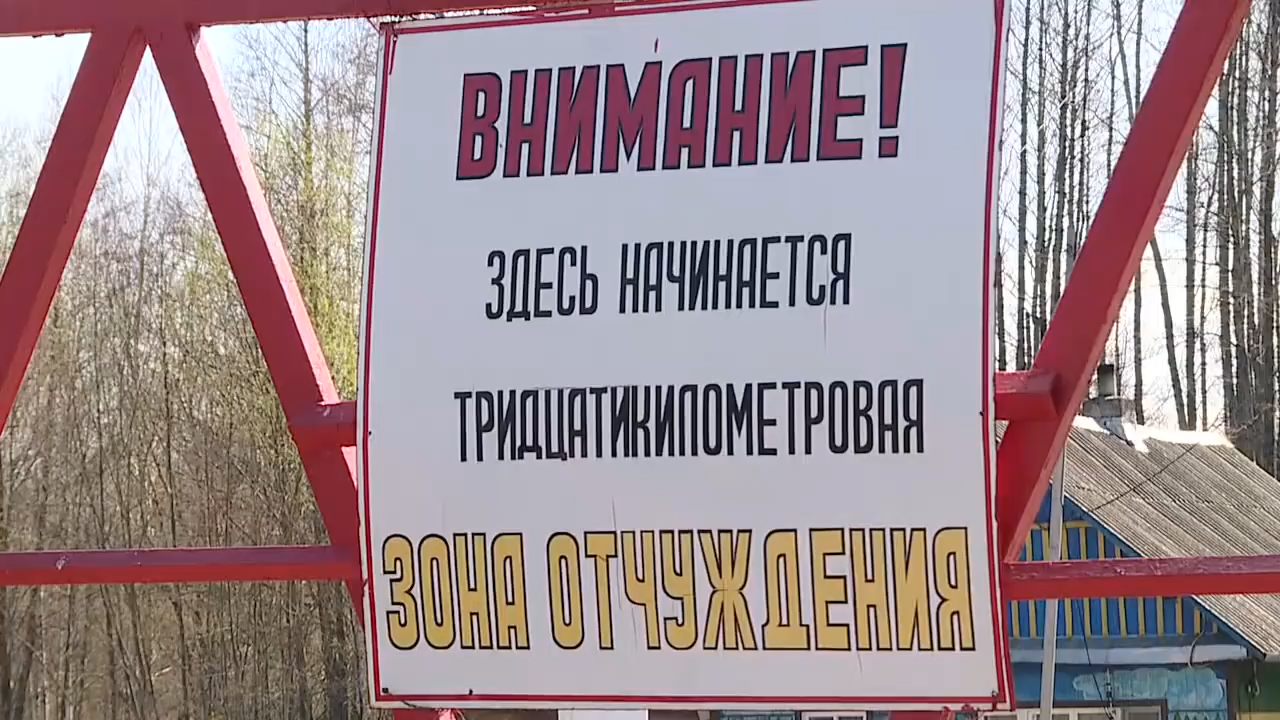 ВНИМАНИЕ!
ЗДЕСЬ НАЧИНАЕТСЯ
ТРИДЦАТИКИЛОМЕТРОВАЯ
ЗОНА ОТЧУЖДЕНИЯ